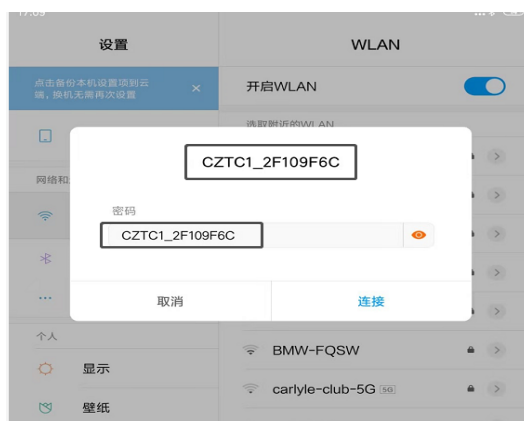 17:09
设置
WLAN
点击备份本机设置项到云
端，换机无需再次设置
×
开启WLAN
选取附近的WLAN
CZTC1_2F109F6C
网络和
密码
CZTC1_2F109F6C
取消
连接
个人
BMW-FQSW
显示
carlyle-club-5G 5G
壁纸